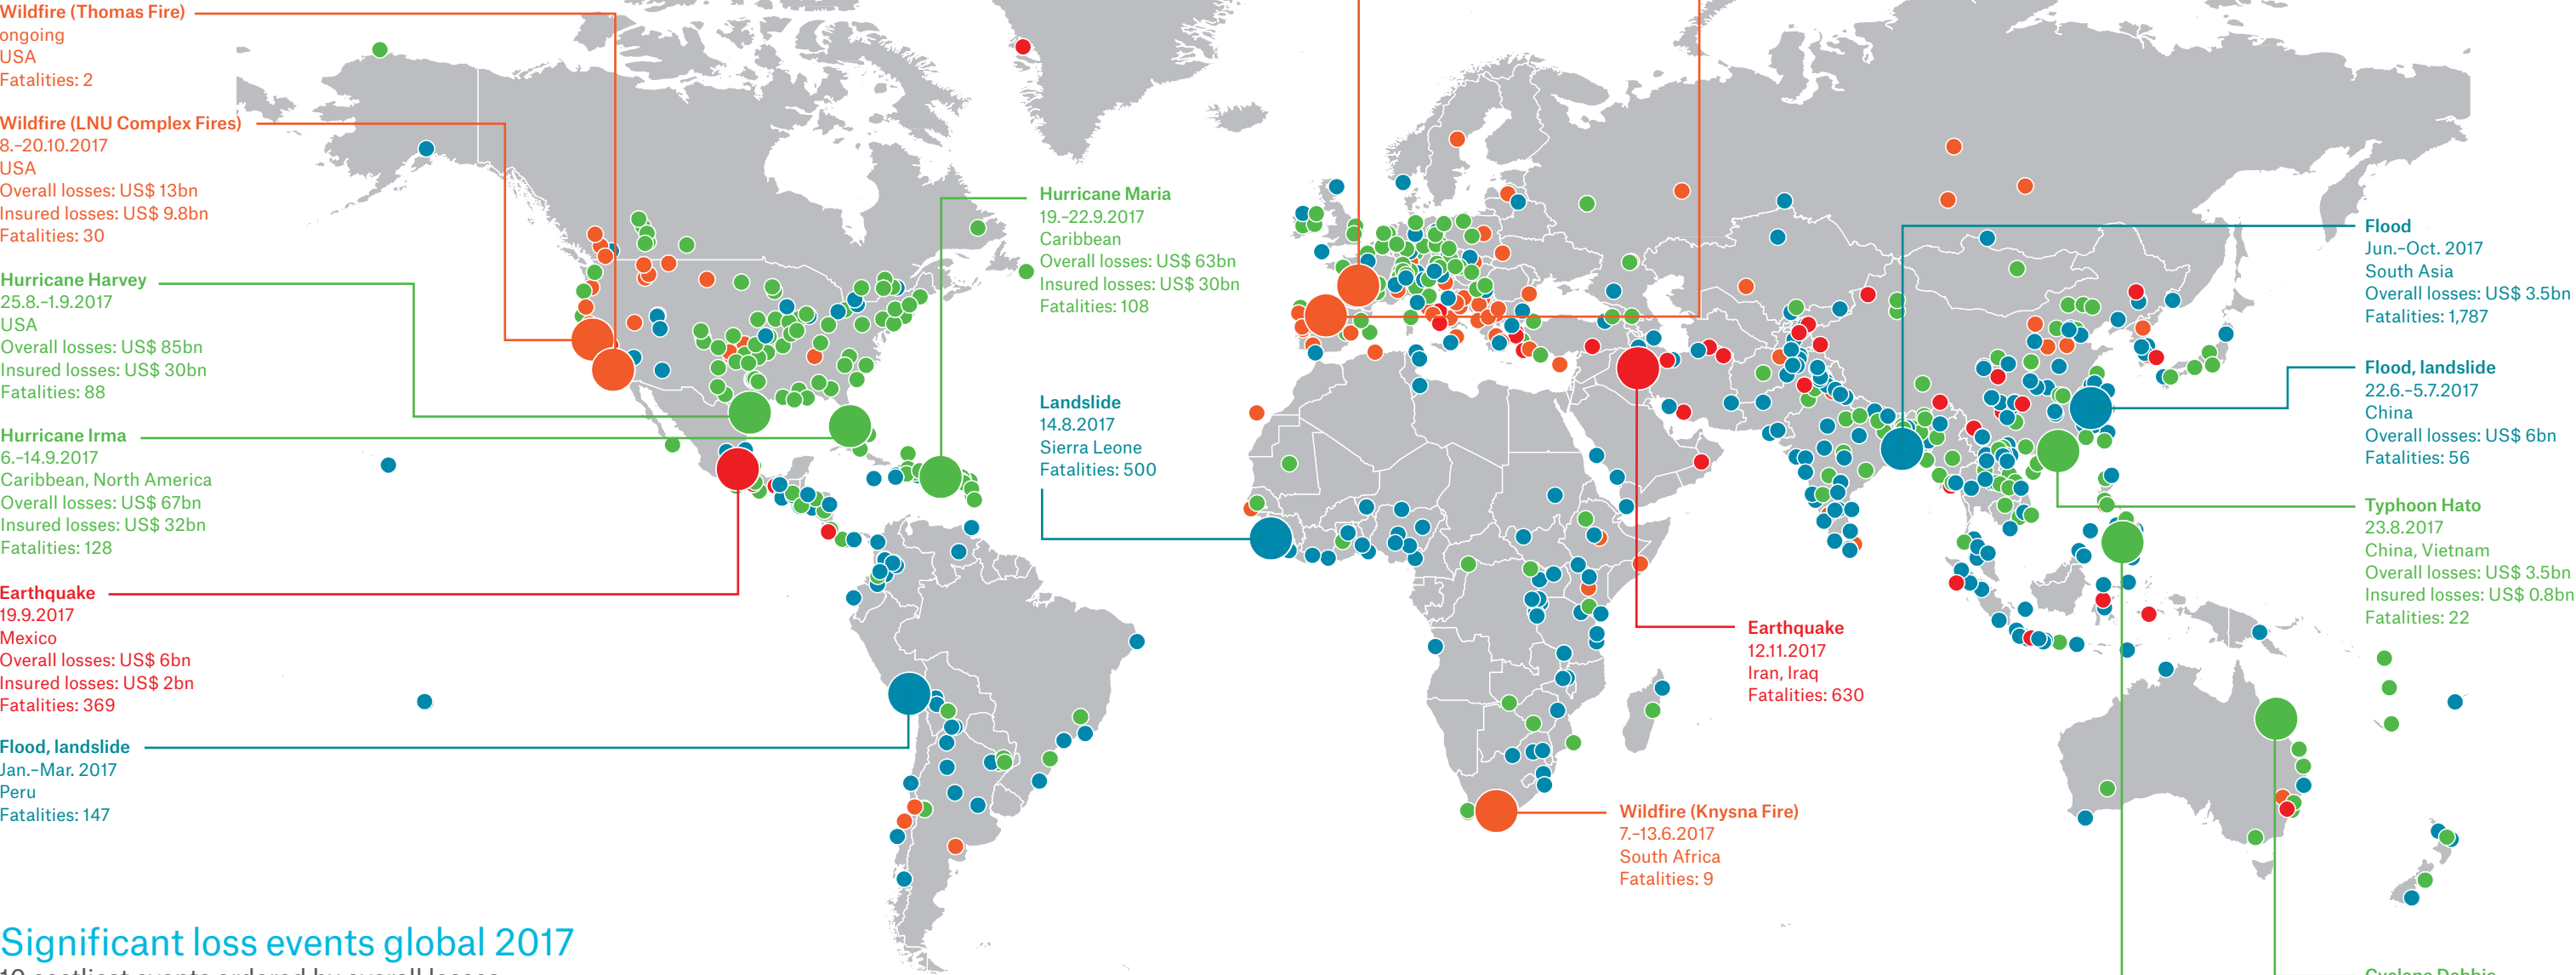 Wildfire (Thomas Fire)
ongoing
USA
Fatalities: 2
Wildfire (LNU Complex Fires)
8.–20.10.2017
USA
Overall losses: US$ 13bn
Insured losses: US$ 9.8bn
Fatalities: 30
Hurricane Harvey
25.8.–1.9.2017
USA
Overall losses: US$ 85bn
Insured losses: US$ 30bn
Fatalities: 88
Hurricane Irma
6.–14.9.2017
Caribbean, North America
Overall losses: US$ 67bn
Insured losses: US$ 32bn
Fatalities: 128
Earthquake
19.9.2017
Mexico
Overall losses: US$ 6bn
Insured losses: US$ 2bn
Fatalities: 369
Flood, landslide
Jan.–Mar. 2017
Peru
Fatalities: 147
Hurricane Maria
19.–22.9.2017
Caribbean
Overall losses: US$ 63bn
Insured losses: US$ 30bn
Fatalities: 108
Landslide
14.8.2017
Sierra Leone
Fatalities: 500
Earthquake
12.11.2017
Iran, Iraq
Fatalities: 630
Wildfire (Knysna Fire)
7.–13.6.2017
South Africa
Fatalities: 9
Flood
Jun.–Oct. 2017
South Asia
Overall losses: US$ 3.5bn
Fatalities: 1,787
Flood, landslide
22.6.–5.7.2017
China
Overall losses: US$ 6bn
Fatalities: 56
Typhoon Hato
23.8.2017
China, Vietnam
Overall losses: US$ 3.5bn
Insured losses: US$ 0.8bn
Fatalities: 22
Cyclone Debbie
Significant loss events global 2017
10 costliest events ordered by overall losses